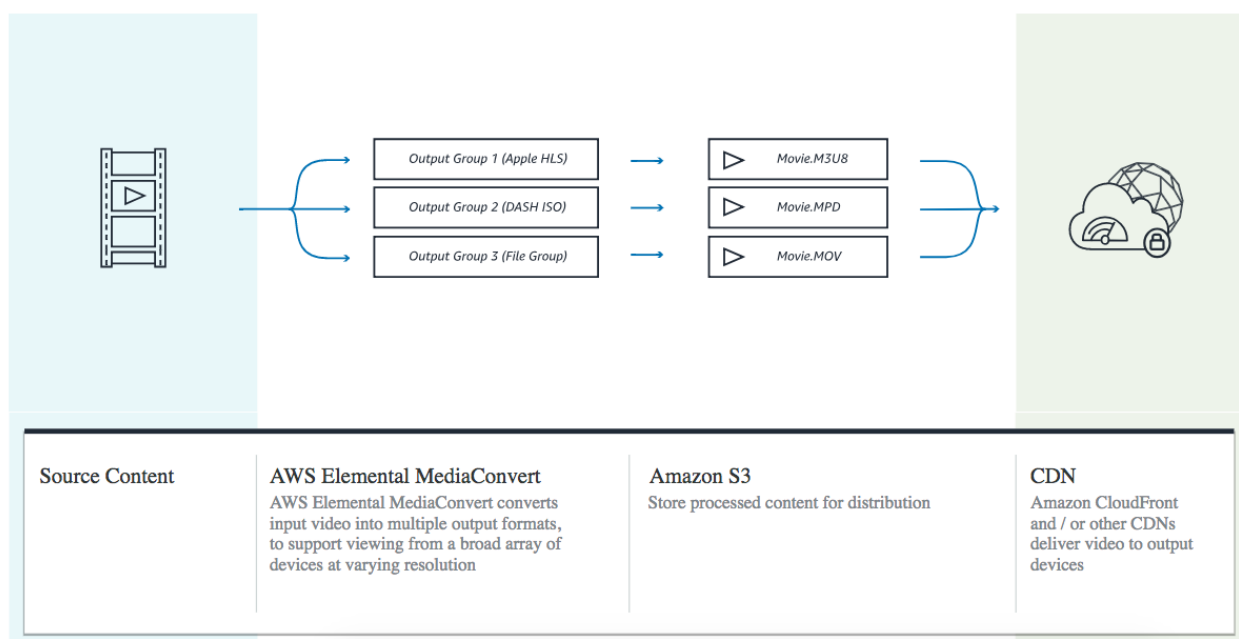 Output Group 1 (Apple HLS)
Movie.M3U8
Output Group 2 (DASH ISO)
Movie.MPD
Output Group 3 (File Group)
Movie.MOV
Source Content
AWS Elemental MediaConvert
AWS Elemental MediaConvert converts
input video into multiple output formats,
to support viewing from a broad array of
devices at varying resolution
Amazon S3
Store processed content for distribution
CDN
Amazon CloudFront
and / or other CDNs
deliver video to output
devices